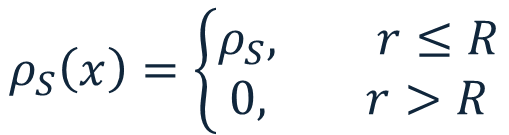 ρ_S(x) = { ρ_S, r ≤ R
0, r > R